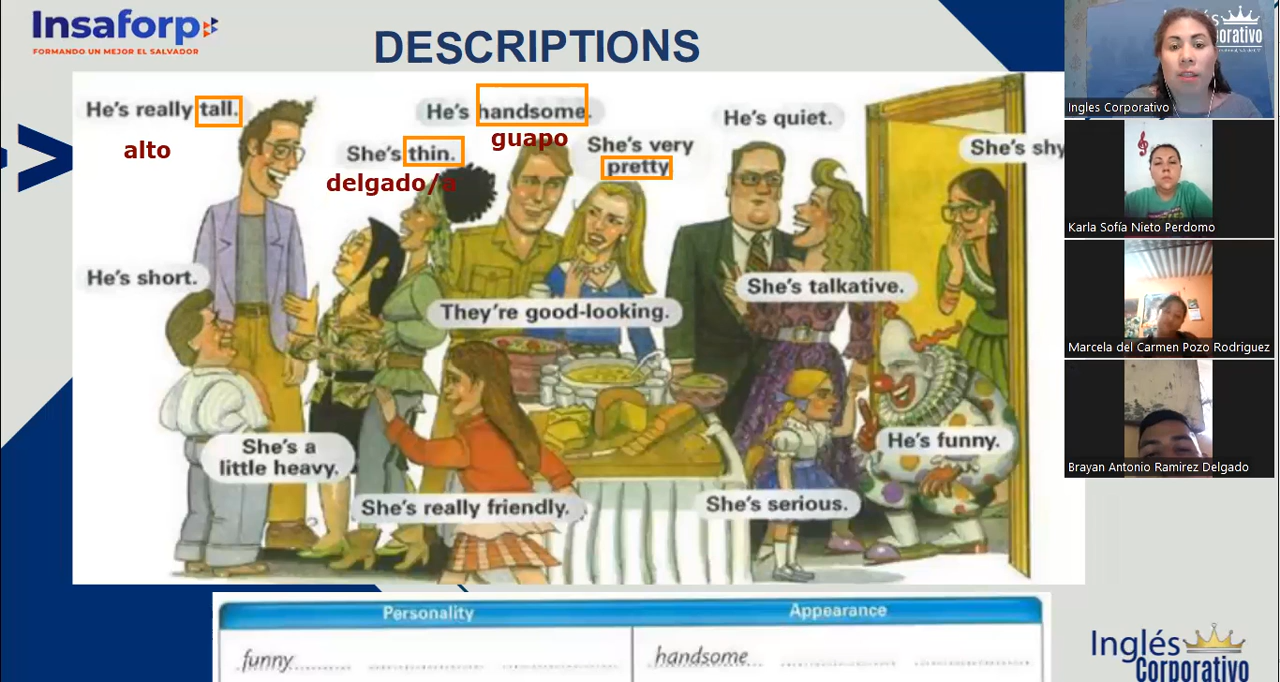 Insaforp
FORMANDO UN MEJOR EL SALVADOR
DESCRIPTIONS
He's really tall.
alto
He's handsome.
guapo
She's thin.
delgado/a
She's very
pretty
He's quiet.
She's shy
He's short.
They're good-looking.
She's talkative.
She's a
little heavy.
She's really friendly.
She's serious.
He's funny.
Personality
Appearance
funny
handsome
Inglés
Corporativo
Ingles Corporativo
Karla Sofía Nieto Perdomo
Marcela del Carmen Pozo Rodriguez
Brayan Antonio Ramirez Delgado